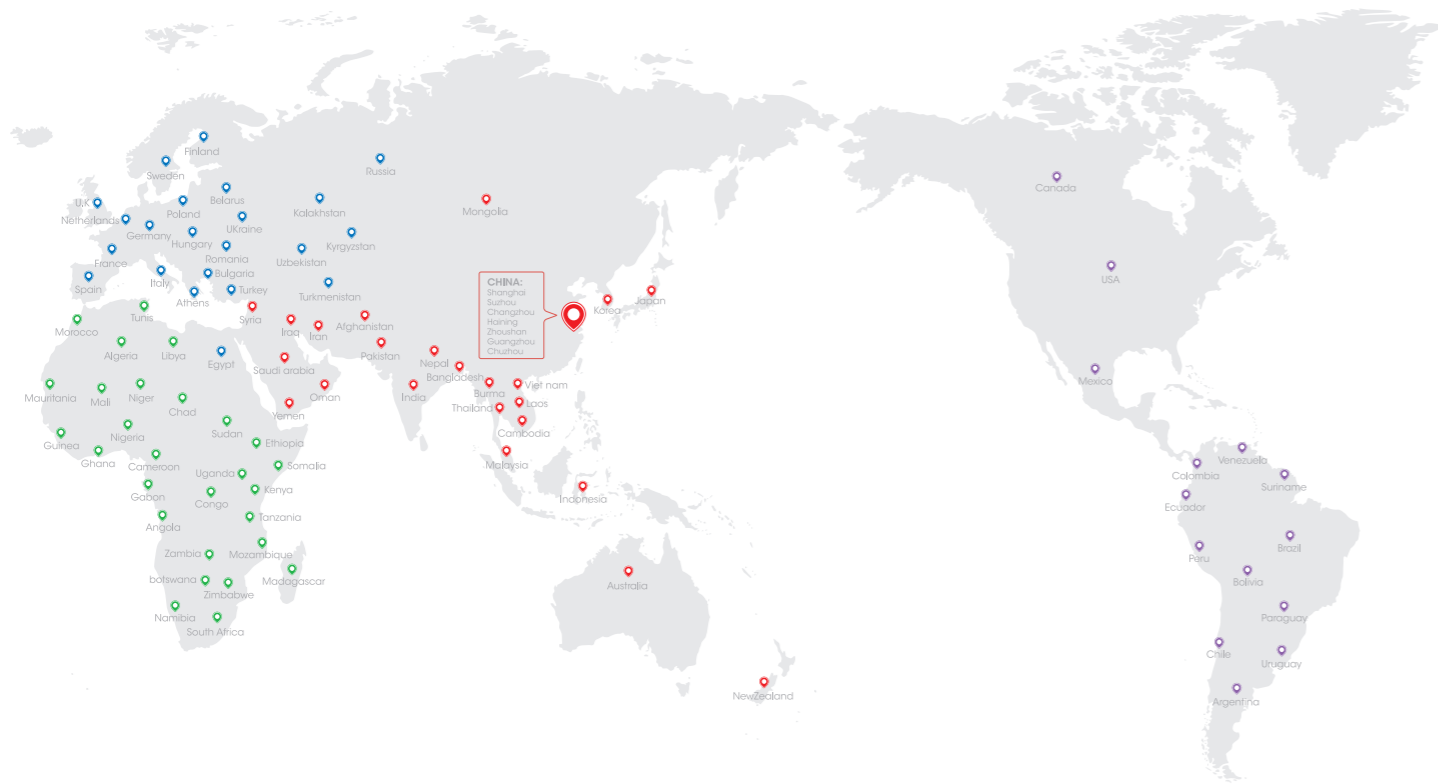 Finland
Sweden
Russia
Canada
Belarus
U.K
Poland
Kalakhstan
Mongolia
Netherlands
UKraine
Germany
Hungary
Kyrgyzstan
Romania
France
Uzbekistan
Bulgaria
USA
Italy
Spain
Turkmenistan
Athens
Turkey
CHINA:
Shanghai
Suzhou
Changzhou
Haining
Zhoushan
Guangzhou
Chuzhou
Japan
Korea
Tunis
Syria
Morocco
Iraq
Iran
Afghanistan
Algeria
Libya
Egypt
Pakistan
Saudi arabia
Nepal
Bangladesh
Mexico
Mauritania
Mali
Niger
Oman
India
Burma
Viet nam
Chad
Yemen
Thailand
Laos
Sudan
Cambodia
Nigeria
Guinea
Ethiopia
Ghana
Malaysia
Venezuello
Cameroon
Somalia
Uganda
Colombia
Suriname
Gabon
Congo
Kenya
Indonesia
Ecuador
Angola
Tanzania
Brazil
Zambia
Mozambique
Peru
botswana
Zimbabwe
Madagascar
Australia
Bolivia
Namibia
South Africa
Paraguay
Chile
Uruguay
NewZealand
Argentina